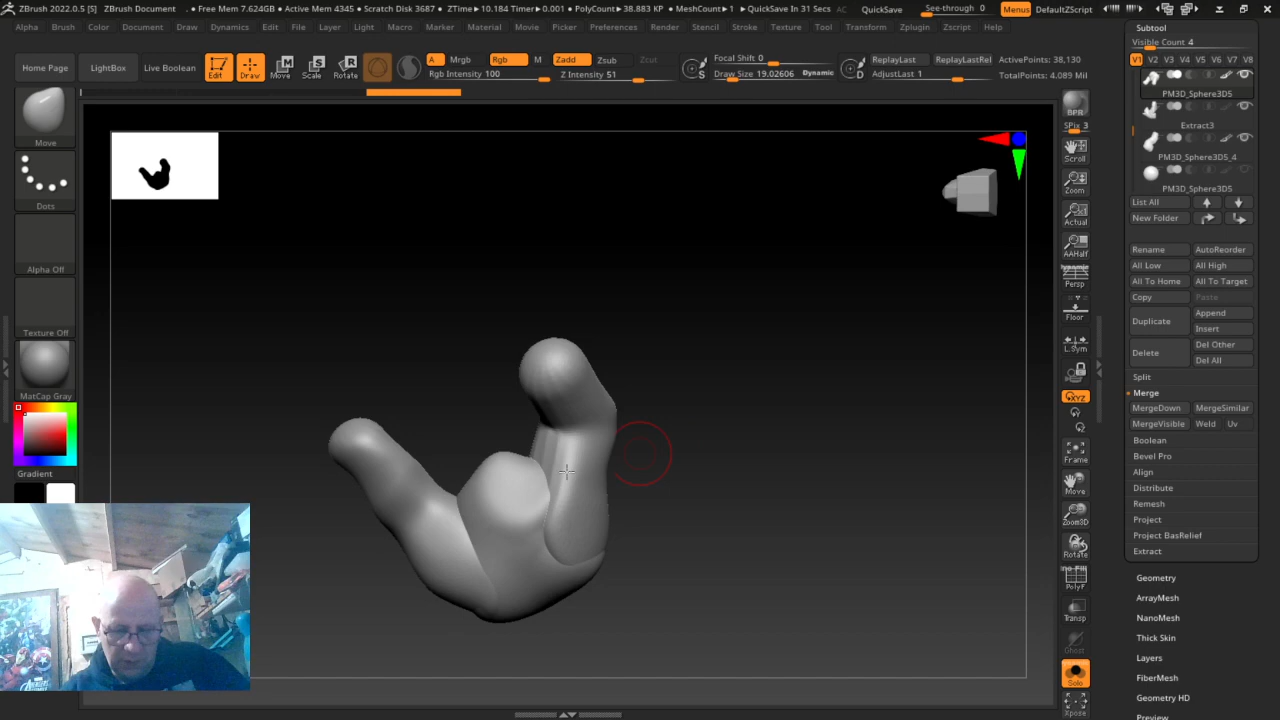 ZBrush 2022.0.5 [S] ZBrush Document . • Free Mem 7.624GB • Active Mem 4345 • Scratch Disk 3687 • ZTime▸10.184 Timer▸0.001 • PolyCount▸38.883 KP • MeshCount▸1 • QuickSave In 31 Secs AC QuickSave See-through 0 Menus DefaultZScript
Alpha Brush Color Document Draw Dynamics Edit File Layer Light Macro Marker Material Movie Picker Preferences Render Stencil Stroke Texture Tool Transform Zplugin Zscript Help
Home Page LightBox Live Boolean Edit Draw Move Scale Rotate
A Mrgb Rgb M Zadd Zsub Zcut
Rgb Intensity 100 Z Intensity 51
S Focal Shift 0
Draw Size 19.02606 Dynamic
D ReplayLast ReplayLastRel
AdjustLast 1
ActivePoints: 38,130
TotalPoints: 4.089 Mil
Move
Dots
Alpha Off
Texture Off
MatCap Gray
Gradient
BPR
SPix 3
Scroll
Zoom
Actual
AAHalf
Dynamic
Persp
Floor
L.Sym
XYZ
Y
Z
Frame
Move
Zoom3D
Rotate
PolyF
Transp
Ghost
Solo
Xpose
Subtool
Visible Count 4
V1 V2 V3 V4 V5 V6 V7 V8
PM3D_Sphere3D5
Extract3
PM3D_Sphere3D5_4
PM3D_Sphere3D5
List All
New Folder
Rename AutoReorder
All Low All High
All To Home All To Target
Copy Paste
Duplicate Append
Insert
Delete Del Other
Del All
Split
Merge
MergeDown MergeSimilar
MergeVisible Weld Uv
Boolean
Bevel Pro
Align
Distribute
Remesh
Project
Project BasRelief
Extract
Geometry
ArrayMesh
NanoMesh
Thick Skin
Layers
FiberMesh
Geometry HD
Preview